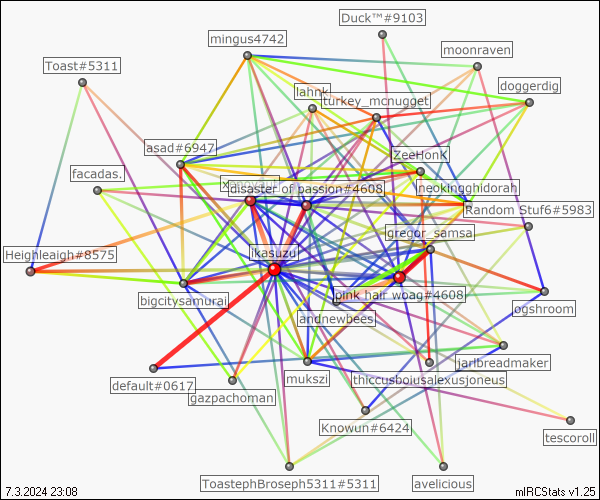 Duck™#9103
mingus4742
moonraven
Toast#5311
doggerdig
lahnk
turkey_mcnugget
asad#6947
ZeeHonK
facadas.
disaster of passion#4608
neokingghidorah
Random Stuf6#5983
gregor_samsa
Heighleaigh#8575
ikasuzu
bigcitysamurai
pink hair woag#4608
ogshroom
andnewbees
jarlbreadmaker
default#0617
mukszi
thiccusboiusalexusjoneus
gazpachoman
Knowun#6424
tescoroll
ToastephBroseph5311#5311
avelicious
7.3.2024 23:08
mIRCStats v1.25